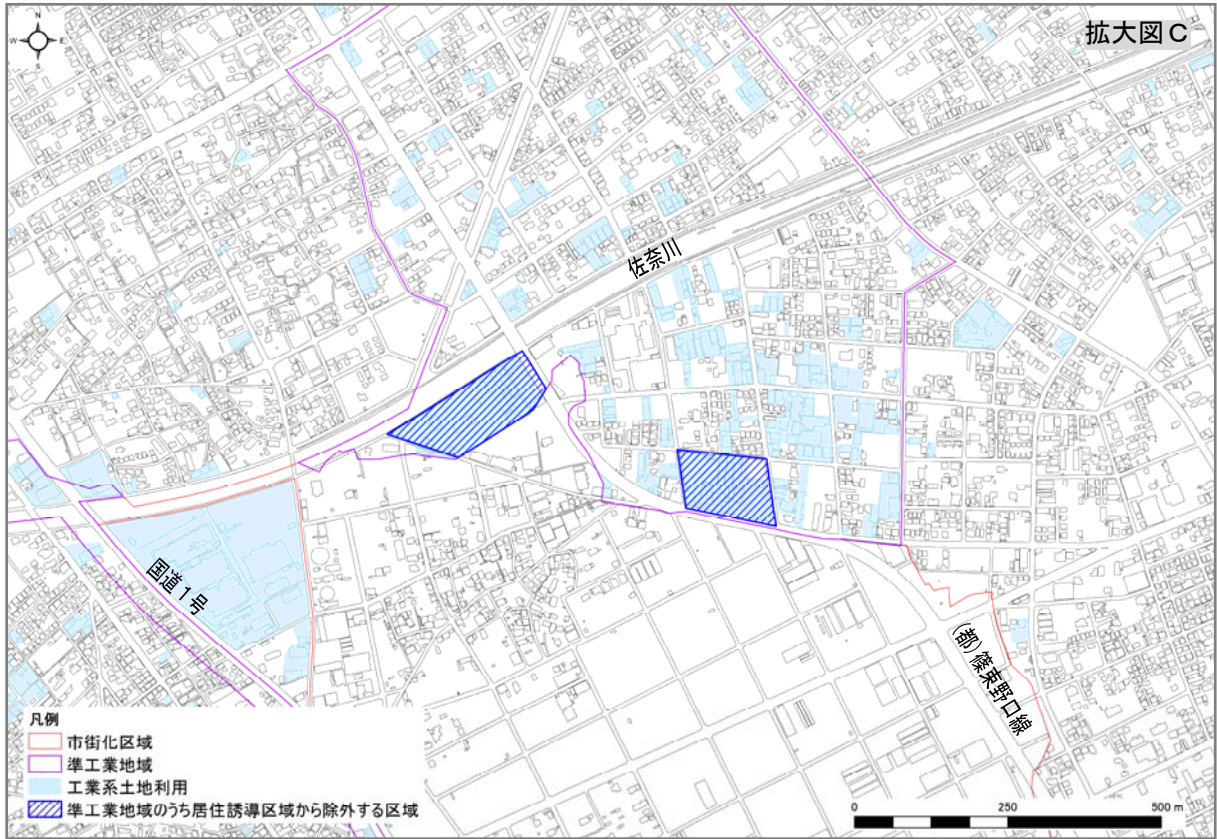 拡大図C
N
W E
S
佐奈川
国道1号
(都)篠東野口線
凡例
市街化区域
準工業地域
工業系土地利用
準工業地域のうち居住誘導区域から除外する区域
0 250 500 m